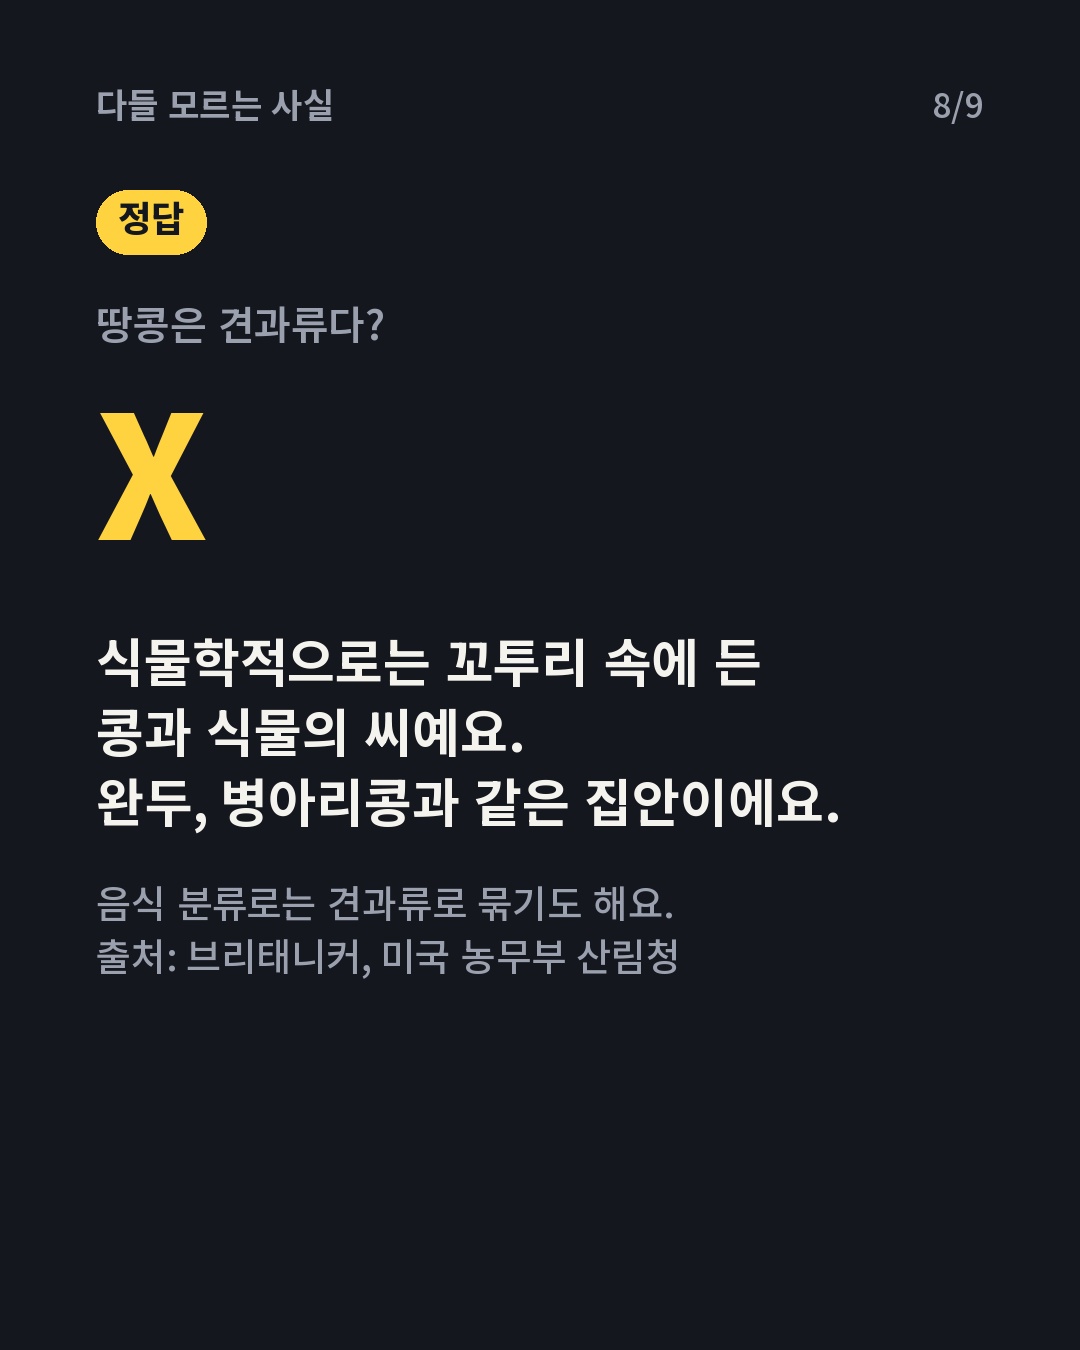 다들 모르는 사실
8/9
정답
땅콩은 견과류다?
X
식물학적으로는 꼬투리 속에 든
콩과 식물의 씨예요.
완두, 병아리콩과 같은 집안이에요.
음식 분류로는 견과류로 묶기도 해요.
출처: 브리태니커, 미국 농무부 산림청